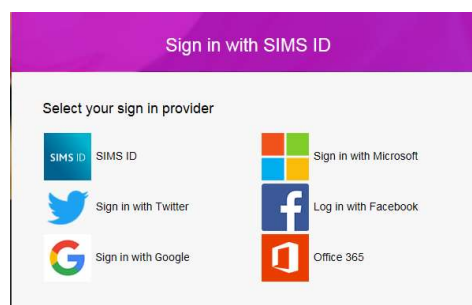 Sign in with SIMS ID
Select your sign in provider
SIMS ID SIMS ID
Sign in with Microsoft
Sign in with Twitter
Log in with Facebook
Sign in with Google
Office 365